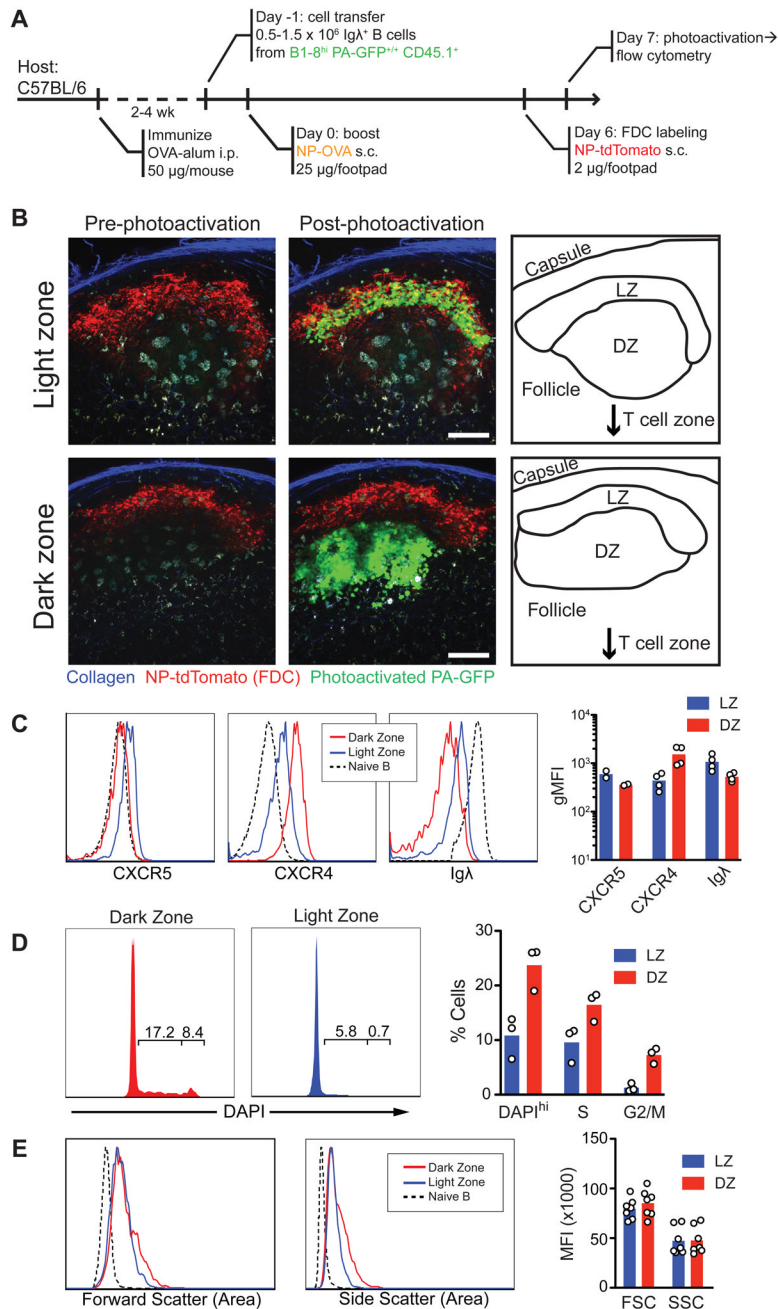 A
Host:
C57BL/6
2-4 wk
Immunize
OVA-alum i.p.
50 µg/mouse
Day -1: cell transfer
0.5-1.5 x 10⁶ Igλ⁺ B cells
from B1-8ʰⁱ PA-GFP⁺/⁺ CD45.1⁺
Day 0: boost
NP-OVA s.c.
25 µg/footpad
Day 6: FDC labeling
NP-tdTomato s.c.
2 µg/footpad
Day 7: photoactivation→
flow cytometry
B
Pre-photoactivation
Post-photoactivation
Light zone
Capsule
LZ
DZ
Follicle
T cell zone
Dark zone
Capsule
LZ
DZ
Follicle
T cell zone
Collagen NP-tdTomato (FDC) Photoactivated PA-GFP
C
Dark Zone
Light Zone
Naive B
CXCR5
CXCR4
Igλ
LZ
DZ
gMFI
10⁵
10⁴
10³
10²
10¹
CXCR5
CXCR4
Igλ
D
Dark Zone
17.2 8.4
Light Zone
5.8 0.7
DAPI
LZ
DZ
% Cells
30
20
10
0
DAPIʰⁱ
S
G2/M
E
Dark Zone
Light Zone
Naive B
Forward Scatter (Area)
Side Scatter (Area)
LZ
DZ
MFI (x1000)
150
100
50
0
FSC
SSC